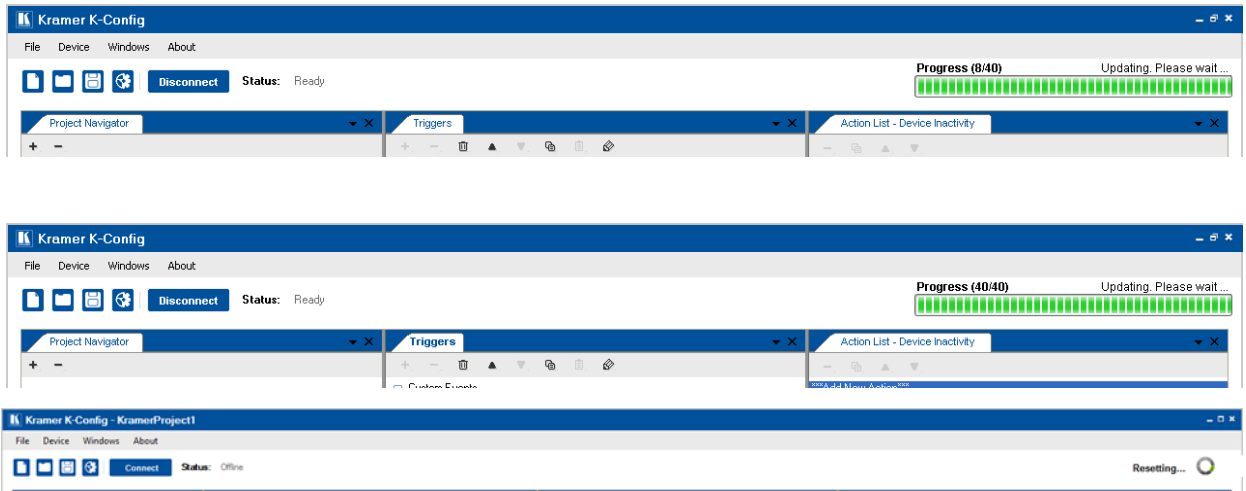 Kramer K-Config
File Device Windows About
Disconnect Status: Ready Progress (8/40) Updating. Please wait ...
Project Navigator Triggers Action List - Device Inactivity
Kramer K-Config
File Device Windows About
Disconnect Status: Ready Progress (40/40) Updating. Please wait ...
Project Navigator Triggers Action List - Device Inactivity
Custom Events ***Add New Action***
Kramer K-Config - KramerProject1
File Device Windows About
Connect Status: Offline Resetting...